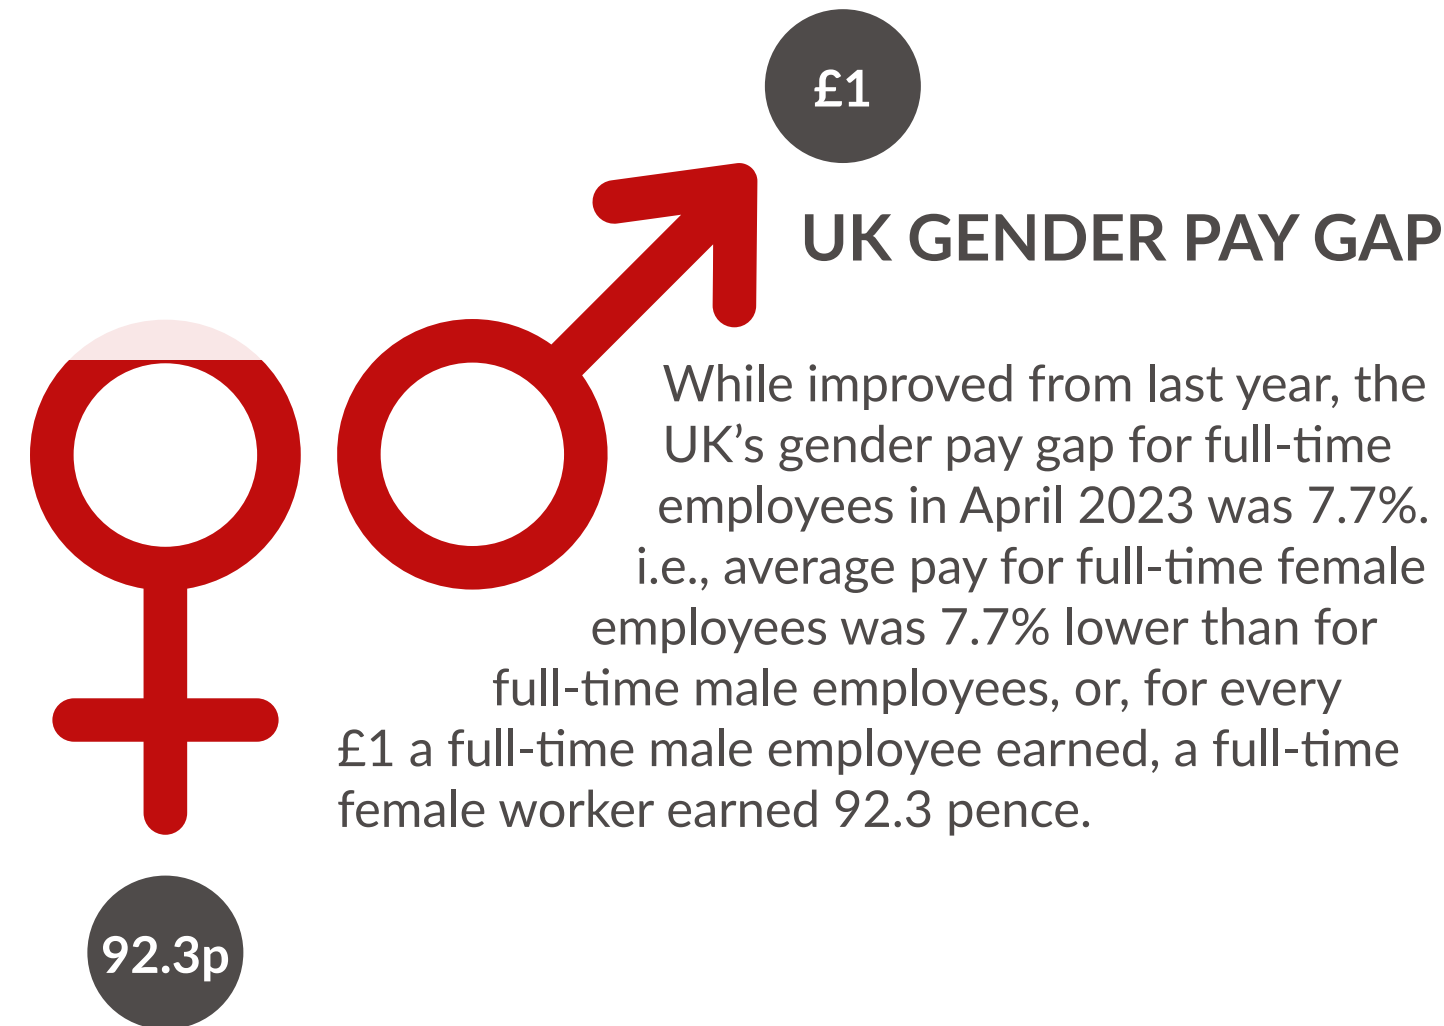 £1
UK GENDER PAY GAP
While improved from last year, the
UK’s gender pay gap for full-time
employees in April 2023 was 7.7%.
i.e., average pay for full-time female
employees was 7.7% lower than for
full-time male employees, or, for every
£1 a full-time male employee earned, a full-time
female worker earned 92.3 pence.
92.3p